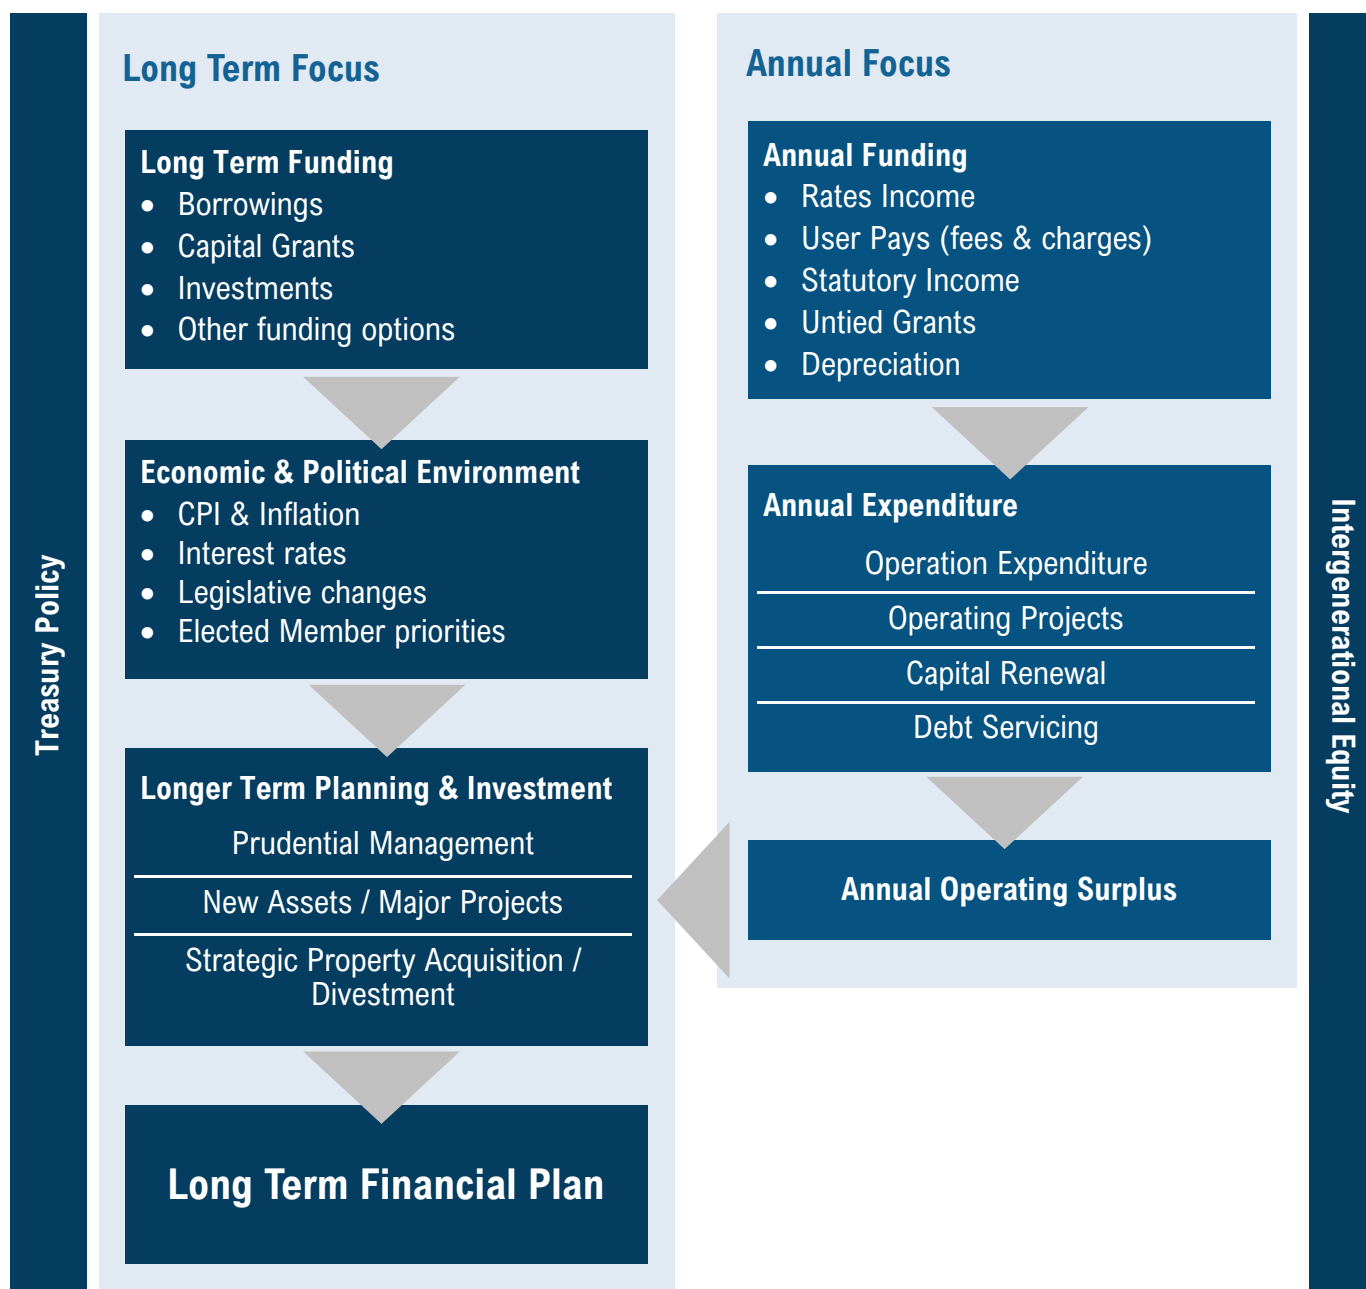 Treasury Policy
Long Term Focus
Long Term Funding
• Borrowings
• Capital Grants
• Investments
• Other funding options
Economic & Political Environment
• CPI & Inflation
• Interest rates
• Legislative changes
• Elected Member priorities
Longer Term Planning & Investment
Prudential Management
New Assets / Major Projects
Strategic Property Acquisition /
Divestment
Long Term Financial Plan
Annual Focus
Annual Funding
• Rates Income
• User Pays (fees & charges)
• Statutory Income
• Untied Grants
• Depreciation
Annual Expenditure
Operation Expenditure
Operating Projects
Capital Renewal
Debt Servicing
Annual Operating Surplus
Intergenerational Equity